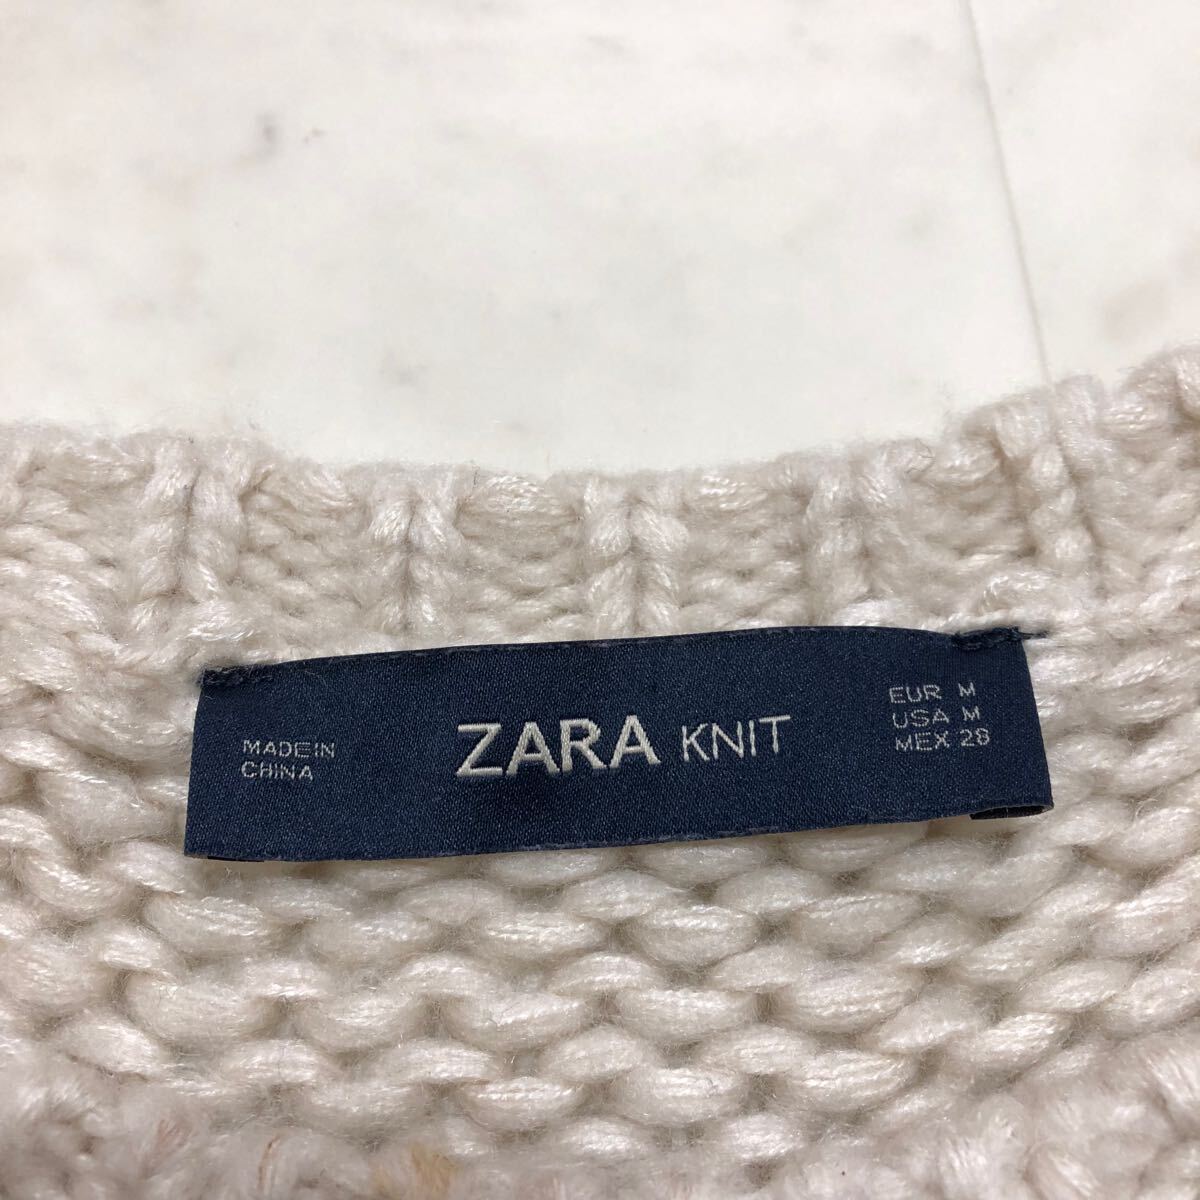 MADE IN
CHINA
ZARA KNIT
EUR M
USA M
MEX 28